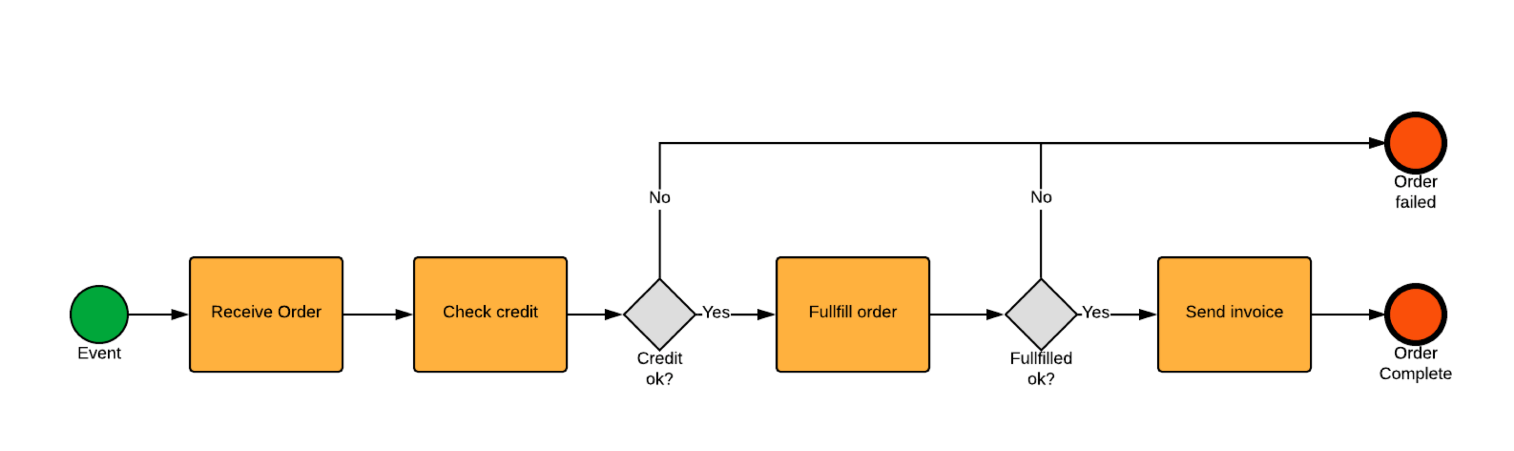 Order
failed
No
No
Receive Order
Check credit
Yes
Fullfill order
Yes
Send invoice
Event
Credit
ok?
Fullfilled
ok?
Order
Complete